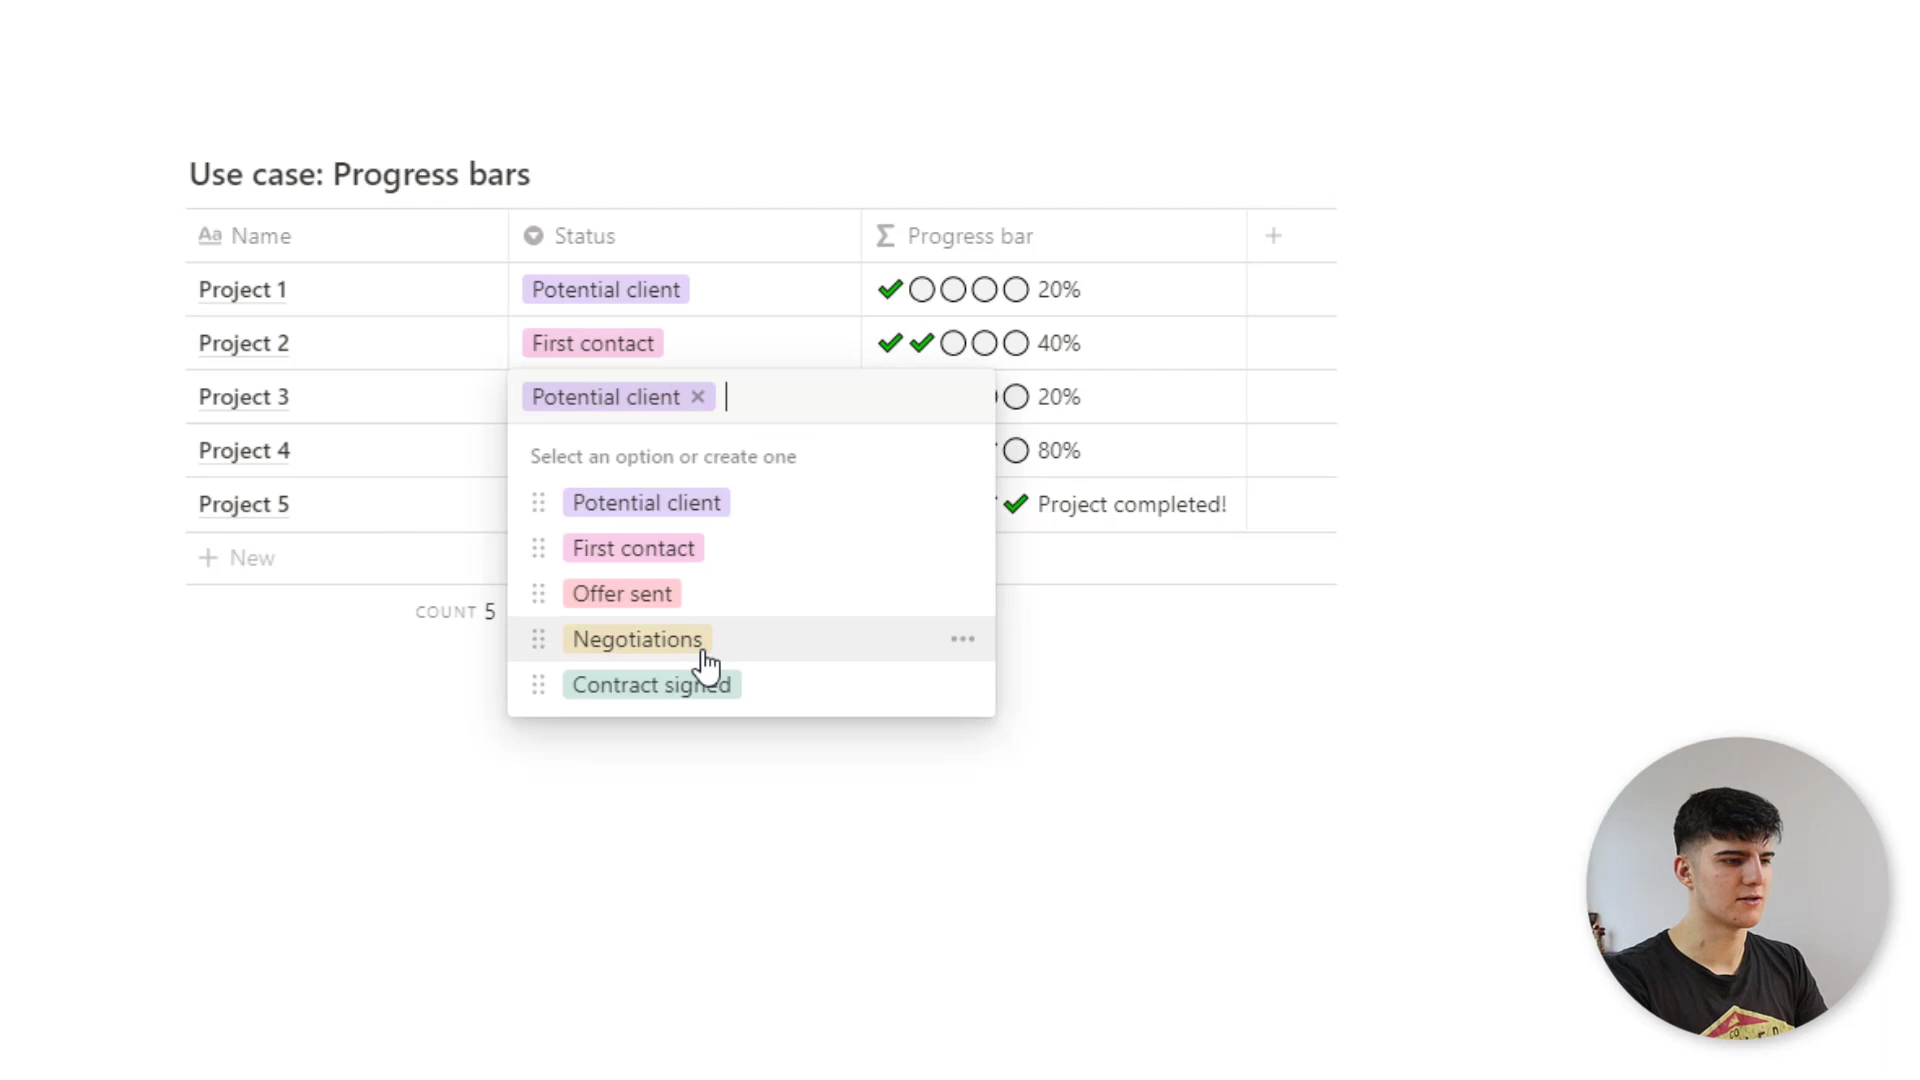 Use case: Progress bars
Aa Name Status Σ Progress bar +
Project 1 Potential client ✔○○○○ 20%
Project 2 First contact ✔✔○○○ 40%
Project 3 Potential client × ○ 20%
Project 4 ○ 80%
Select an option or create one
Project 5 ✔ Project completed!
Potential client
First contact
+ New
Offer sent
COUNT 5
Negotiations •••
Contract signed